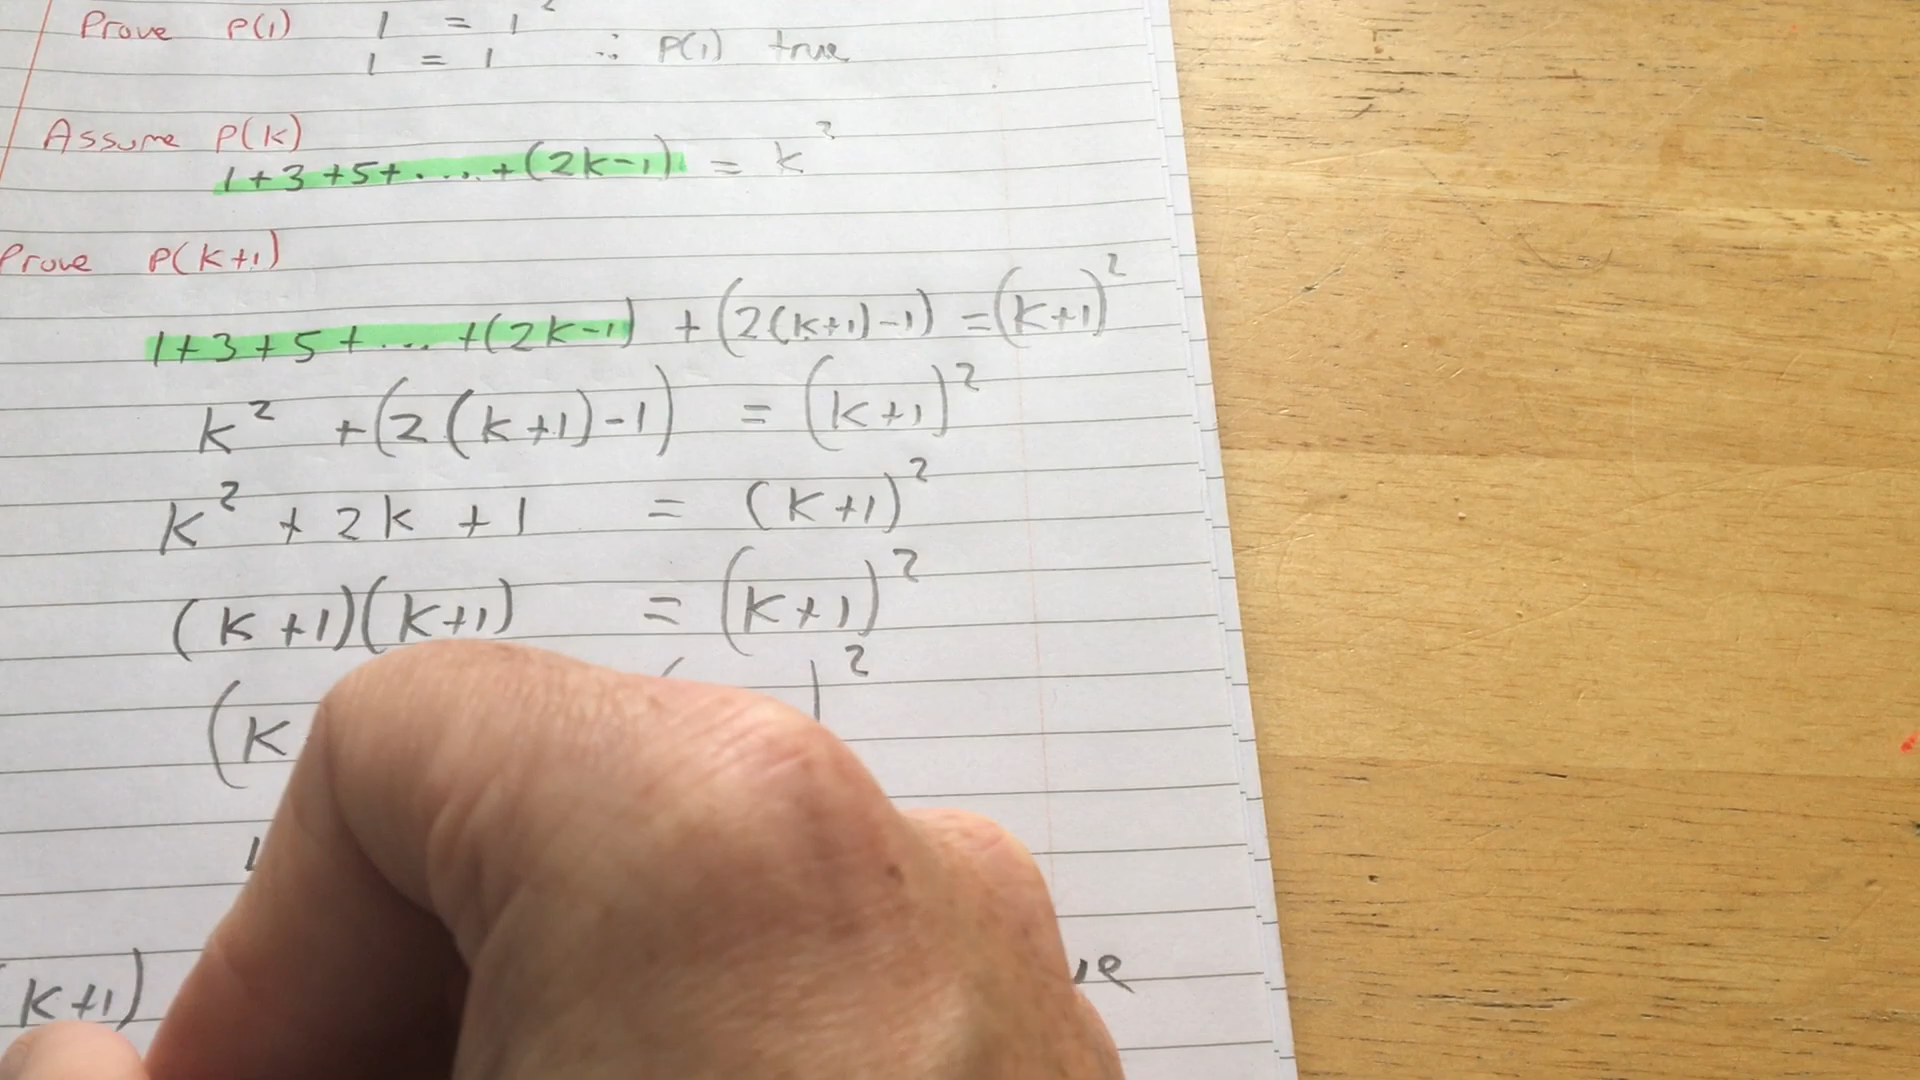 Prove P(1) 1 = 1²
1 = 1 ∴ P(1) true
Assume P(k)
1+3+5+....+(2k-1) = k²
Prove P(k+1)
1+3+5+...+(2k-1) + (2(k+1)-1) = (k+1)²
k² + (2(k+1)-1) = (k+1)²
k² + 2k + 1 = (k+1)²
(k+1)(k+1) = (k+1)²
(k ²
k+1)